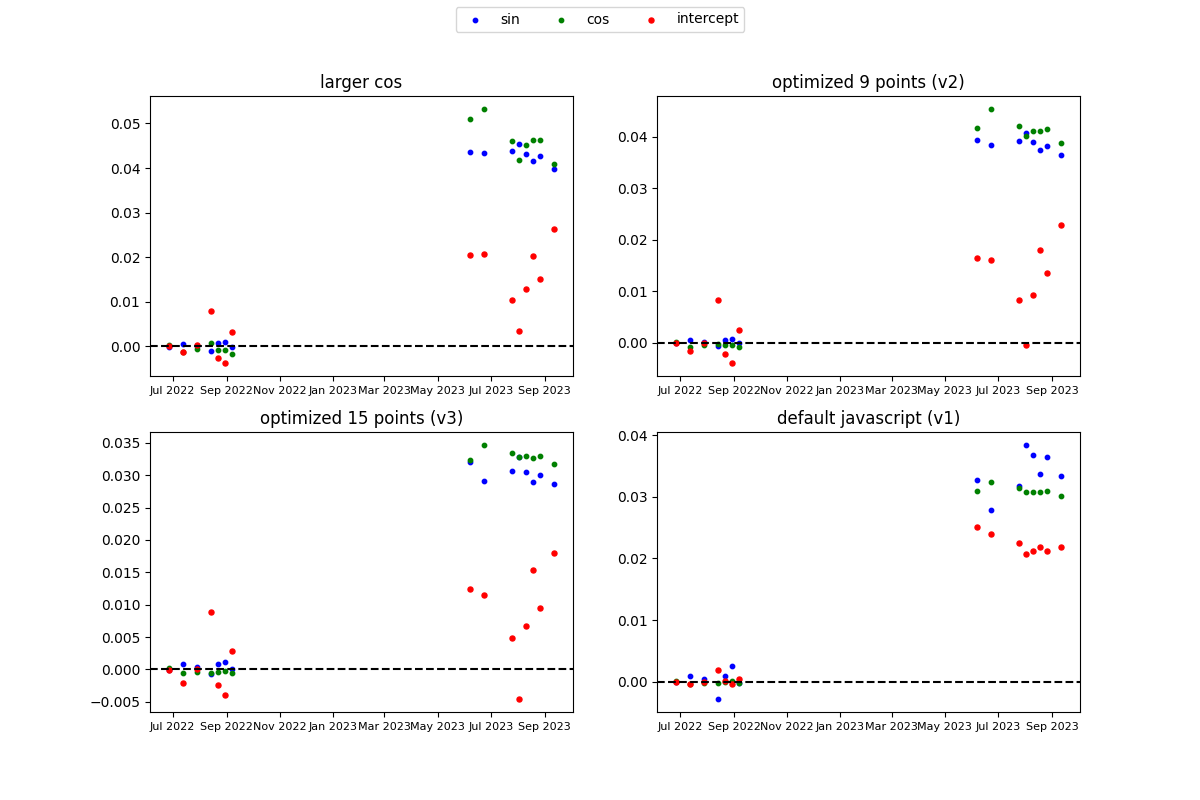 sin cos intercept
larger cos
0.05
0.04
0.03
0.02
0.01
0.00
Jul 2022 Sep 2022 Nov 2022 Jan 2023 Mar 2023 May 2023 Jul 2023 Sep 2023
optimized 9 points (v2)
0.04
0.03
0.02
0.01
0.00
Jul 2022 Sep 2022 Nov 2022 Jan 2023 Mar 2023 May 2023 Jul 2023 Sep 2023
optimized 15 points (v3)
0.035
0.030
0.025
0.020
0.015
0.010
0.005
0.000
−0.005
Jul 2022 Sep 2022 Nov 2022 Jan 2023 Mar 2023 May 2023 Jul 2023 Sep 2023
default javascript (v1)
0.04
0.03
0.02
0.01
0.00
Jul 2022 Sep 2022 Nov 2022 Jan 2023 Mar 2023 May 2023 Jul 2023 Sep 2023